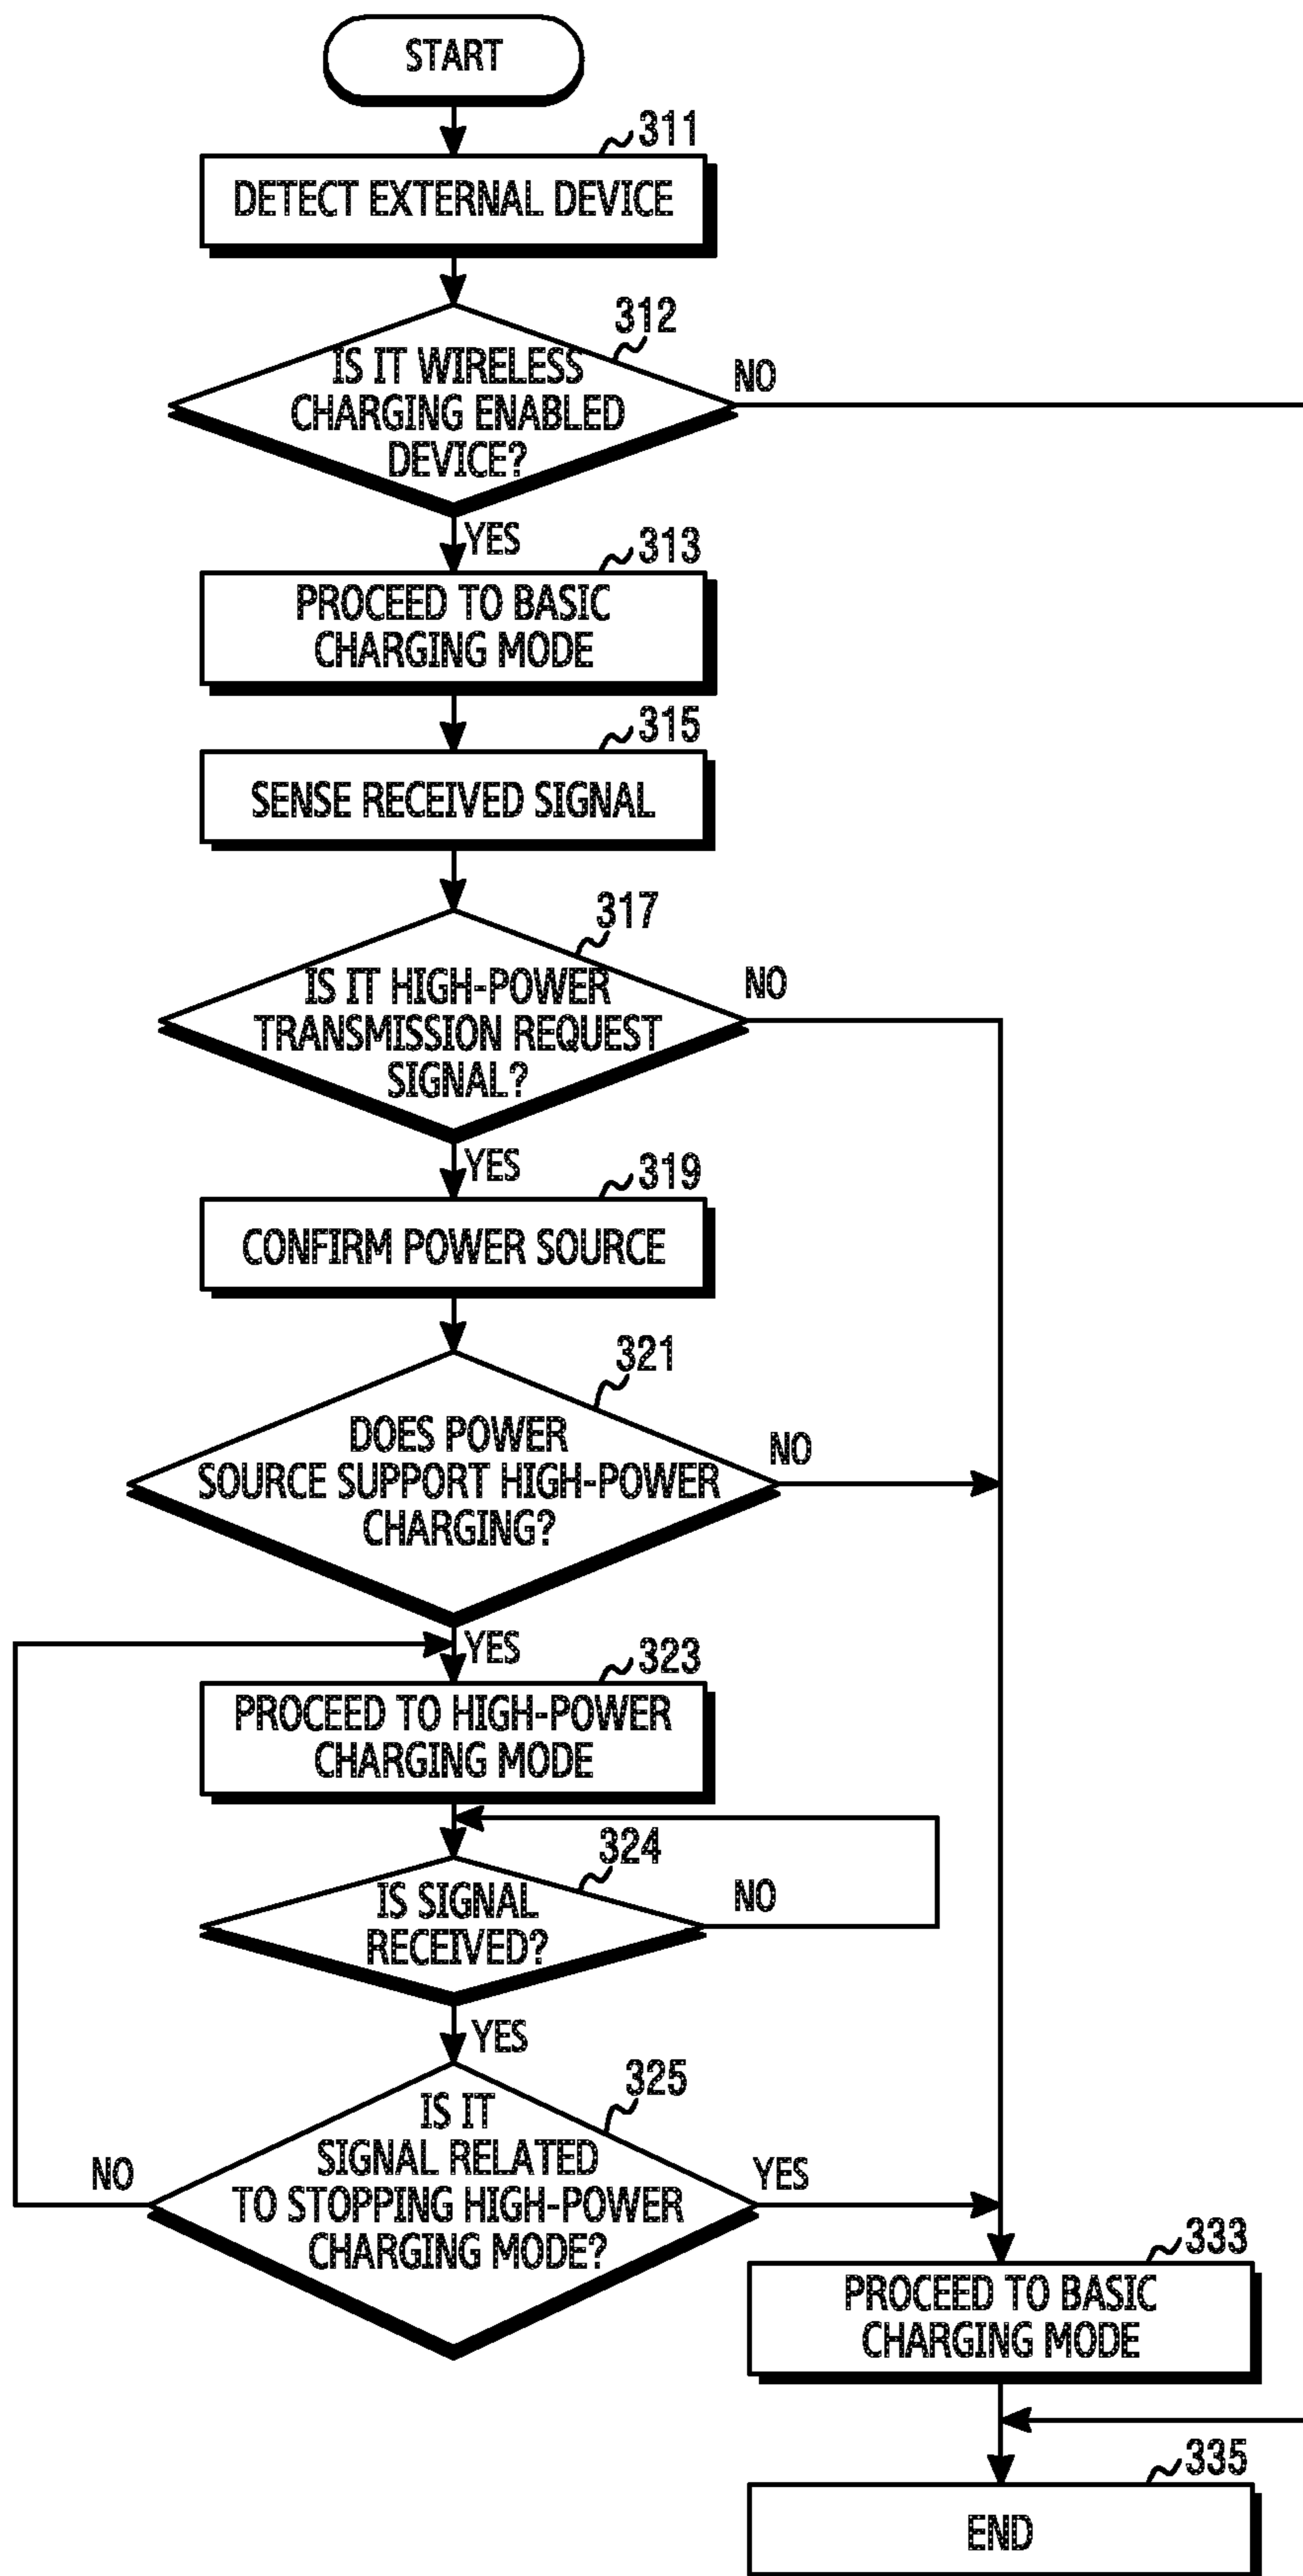 START
311
DETECT EXTERNAL DEVICE
312
IS IT WIRELESS
CHARGING ENABLED
DEVICE?
NO
YES
313
PROCEED TO BASIC
CHARGING MODE
315
SENSE RECEIVED SIGNAL
317
IS IT HIGH-POWER
TRANSMISSION REQUEST
SIGNAL?
NO
YES
319
CONFIRM POWER SOURCE
321
DOES POWER
SOURCE SUPPORT HIGH-POWER
CHARGING?
NO
YES
323
PROCEED TO HIGH-POWER
CHARGING MODE
324
IS SIGNAL
RECEIVED?
NO
YES
325
IS IT
SIGNAL RELATED
TO STOPPING HIGH-POWER
CHARGING MODE?
NO
YES
333
PROCEED TO BASIC
CHARGING MODE
335
END